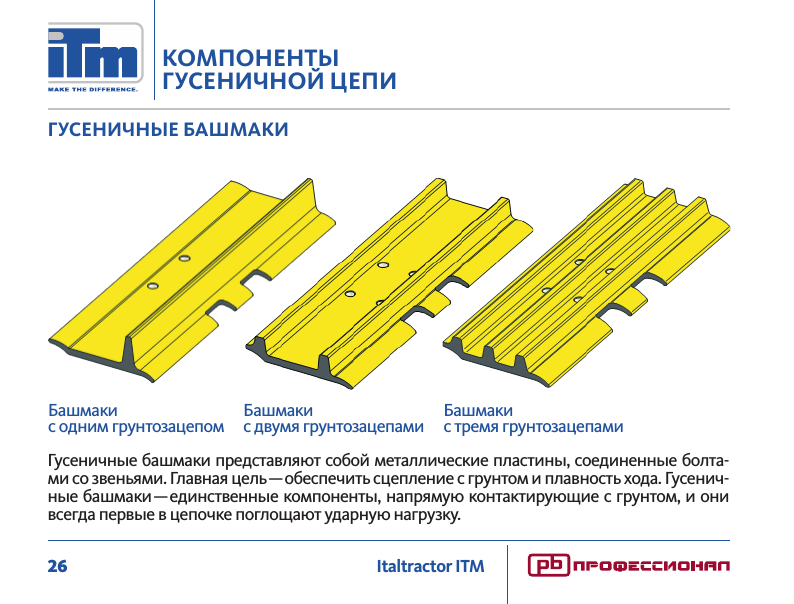 iTm
MAKE THE DIFFERENCE.
КОМПОНЕНТЫ
ГУСЕНИЧНОЙ ЦЕПИ
ГУСЕНИЧНЫЕ БАШМАКИ
Башмаки
с одним грунтозацепом
Башмаки
с двумя грунтозацепами
Башмаки
с тремя грунтозацепами
Гусеничные башмаки представляют собой металлические пластины, соединенные болта-
ми со звеньями. Главная цель — обеспечить сцепление с грунтом и плавность хода. Гусенич-
ные башмаки — единственные компоненты, напрямую контактирующие с грунтом, и они
всегда первые в цепочке поглощают ударную нагрузку.
26
Italtractor ITM
pb ПРОФЕССИОНАЛ